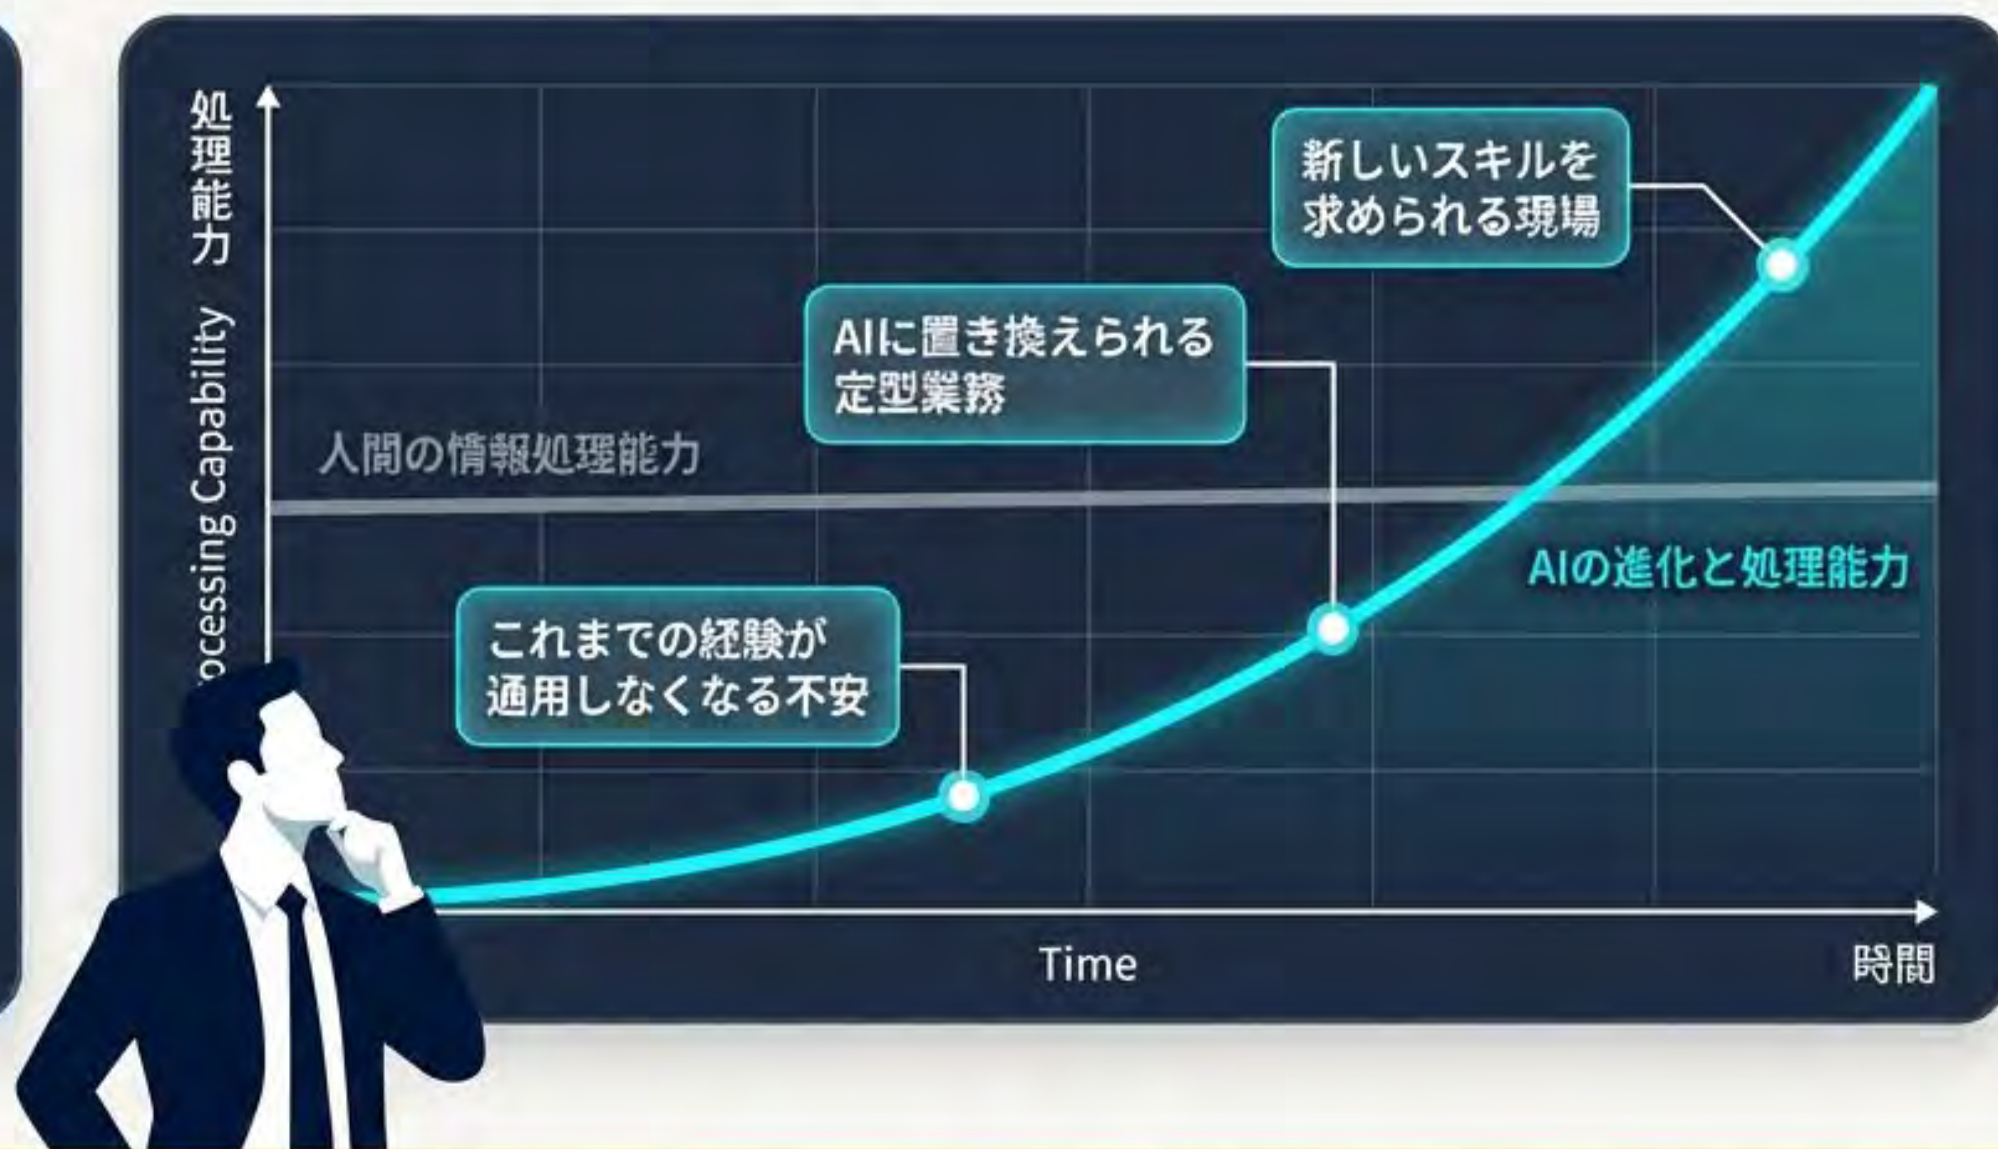 処理能力
ocessing Capability
新しいスキルを
求められる現場
AIに置き換えられる
定型業務
人間の情報処理能力
AIの進化と処理能力
これまでの経験が
通用しなくなる不安
Time
時間